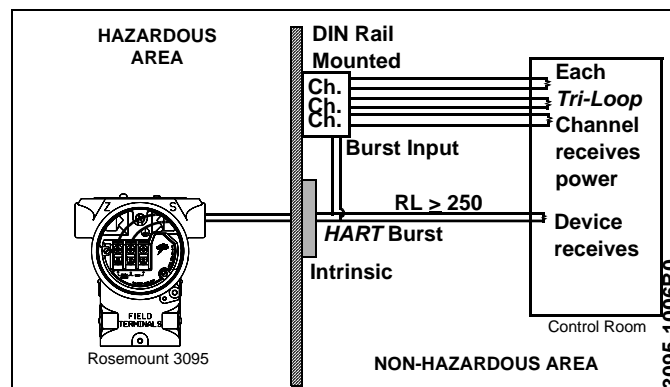 HAZARDOUS
AREA
DIN Rail
Mounted
Ch.
Ch.
Ch.
Each
Tri-Loop
Channel
receives
power
Burst Input
RL ≥ 250
HART Burst
Device
receives
Intrinsic
Z S
FIELD
TERMINALS
Rosemount 3095
Control Room
NON-HAZARDOUS AREA